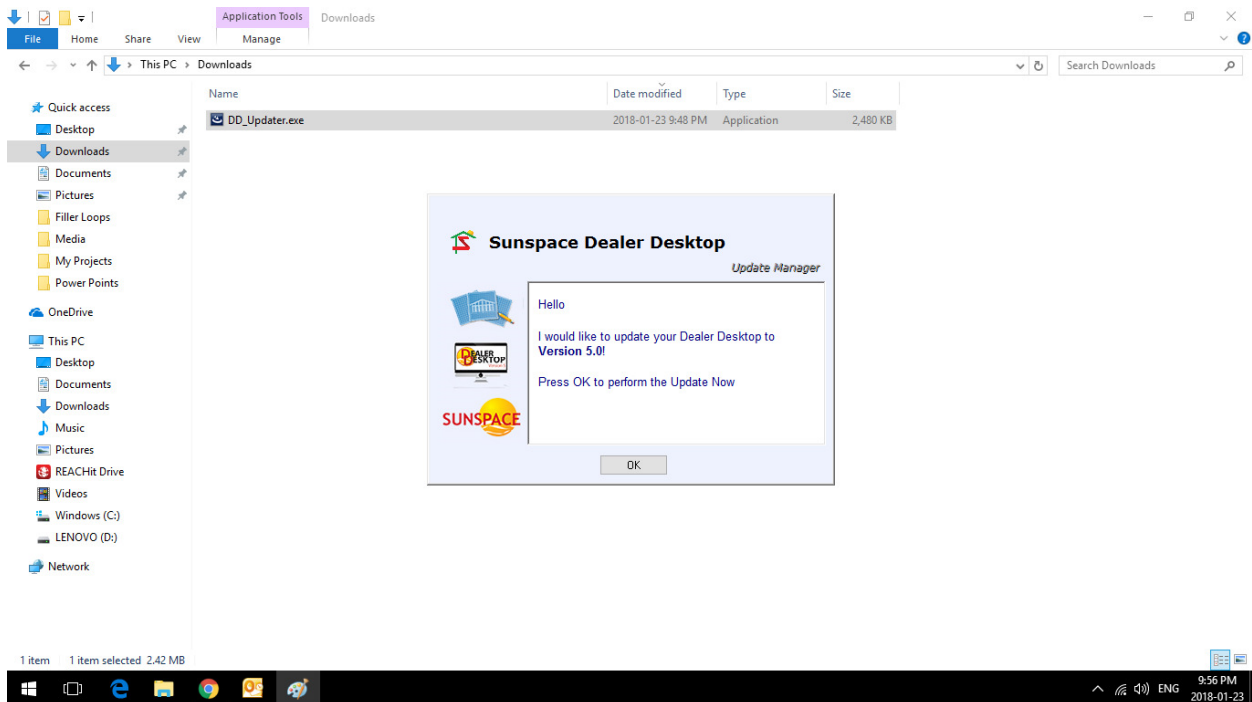 Application Tools
Downloads
File
Home
Share
View
Manage
This PC
Downloads
Search Downloads
Name
Date modified
Type
Size
DD_Updater.exe
2018-01-23 9:48 PM
Application
2,480 KB
Quick access
Desktop
Downloads
Documents
Pictures
Filler Loops
Media
My Projects
Power Points
OneDrive
This PC
Desktop
Documents
Downloads
Music
Pictures
REACHit Drive
Videos
Windows (C:)
LENOVO (D:)
Network
Sunspace Dealer Desktop
Update Manager
DEALER
DESKTOP
SUNSPACE
Hello
I would like to update your Dealer Desktop to
Version 5.0!
Press OK to perform the Update Now
OK
1 item
1 item selected 2.42 MB
ENG
9:56 PM
2018-01-23